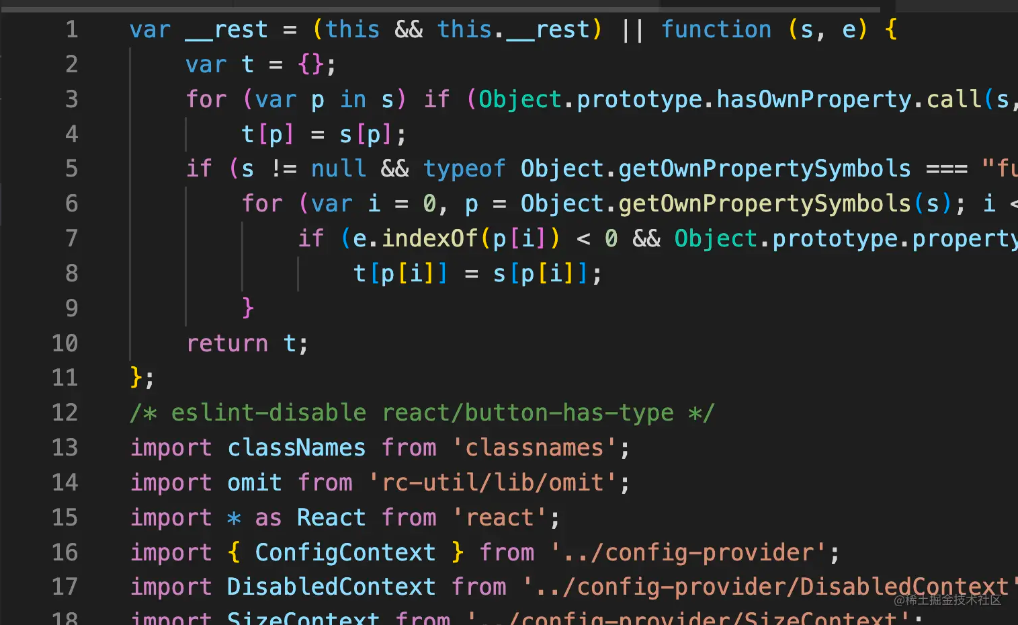 1 var __rest = (this && this.__rest) || function (s, e) {
2 var t = {};
3 for (var p in s) if (Object.prototype.hasOwnProperty.call(s,
4 t[p] = s[p];
5 if (s != null && typeof Object.getOwnPropertySymbols === "fu
6 for (var i = 0, p = Object.getOwnPropertySymbols(s); i <
7 if (e.indexOf(p[i]) < 0 && Object.prototype.property
8 t[p[i]] = s[p[i]];
9 }
10 return t;
11 };
12 /* eslint-disable react/button-has-type */
13 import classNames from 'classnames';
14 import omit from 'rc-util/lib/omit';
15 import * as React from 'react';
16 import { ConfigContext } from '../config-provider';
17 import DisabledContext from '../config-provider/DisabledContext'
18 import SizeContext from '../config-provider/SizeContext';
@稀土掘金技术社区